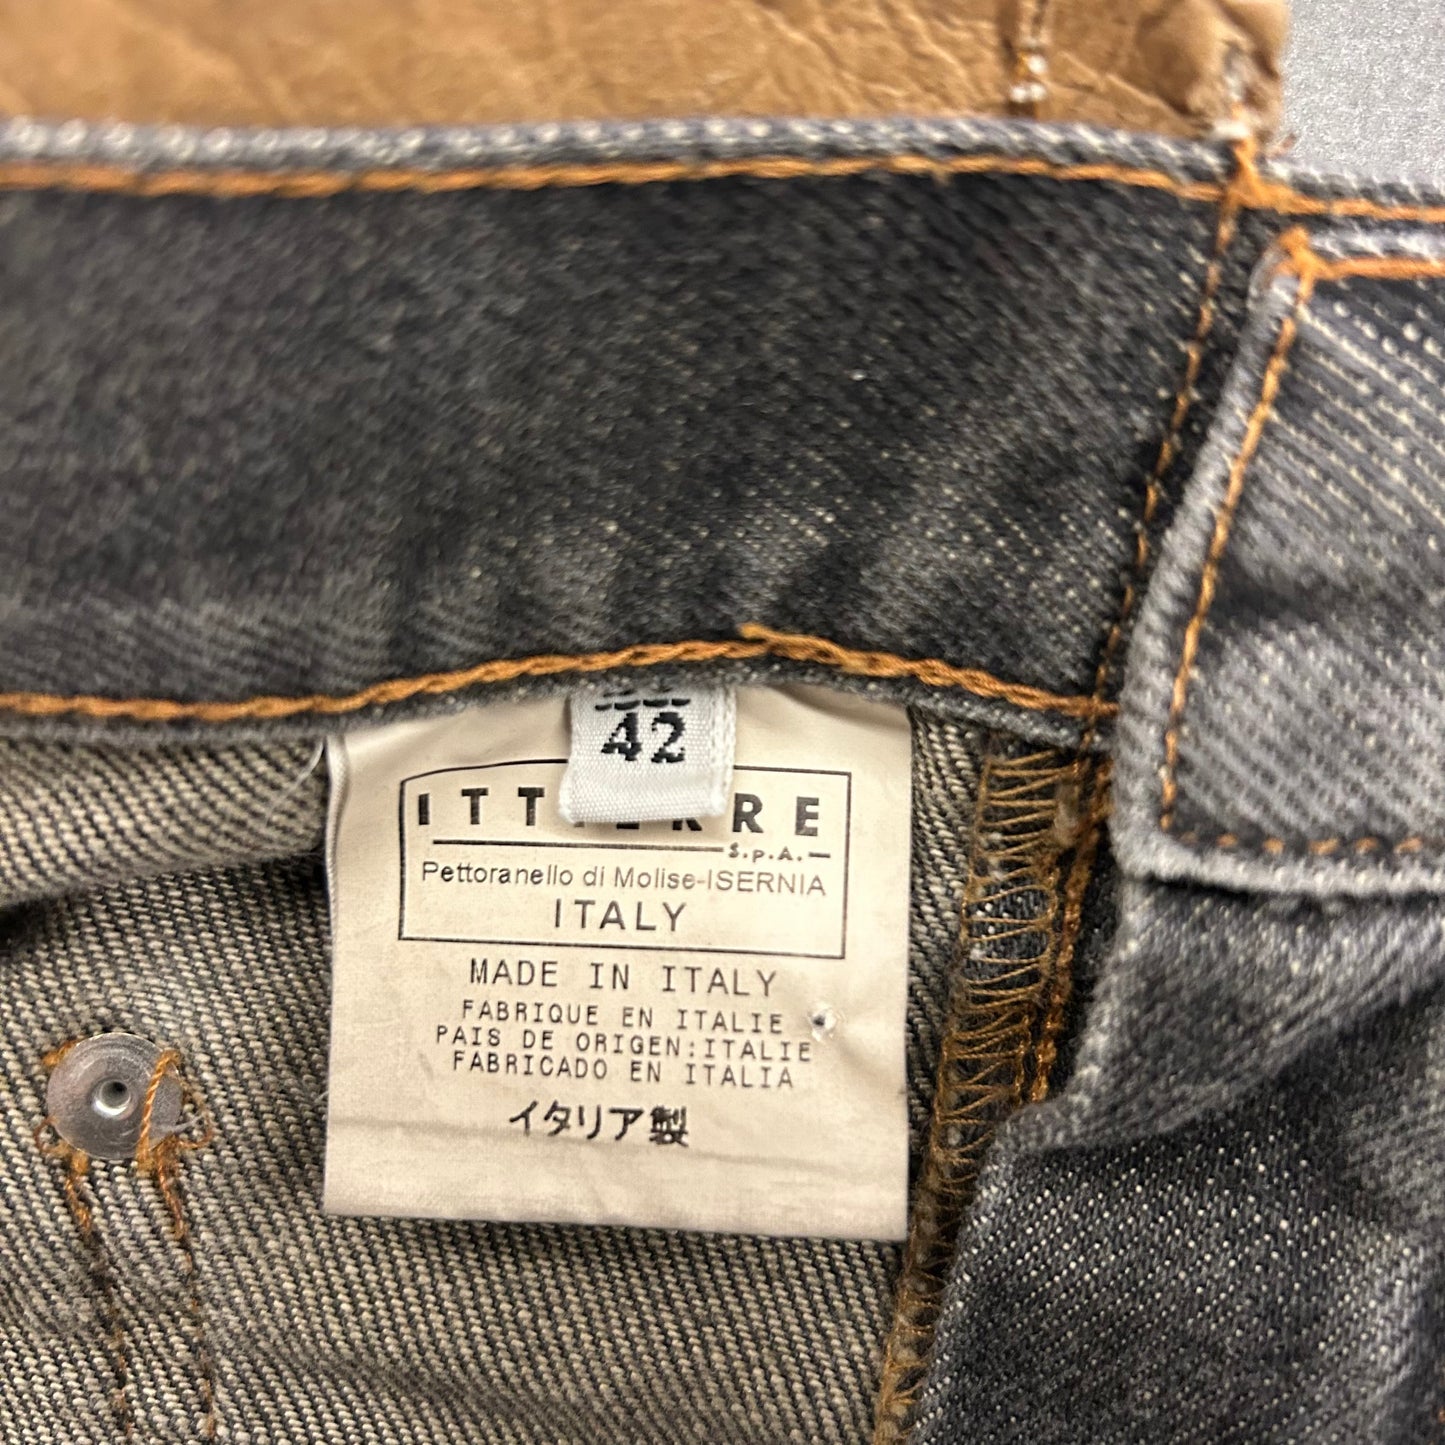 42
ITTIERRE
S.p.A.
Pettoranello di Molise-ISERNIA
ITALY
MADE IN ITALY
FABRIQUE EN ITALIE
PAIS DE ORIGEN:ITALIE
FABRICADO EN ITALIA
イタリア製